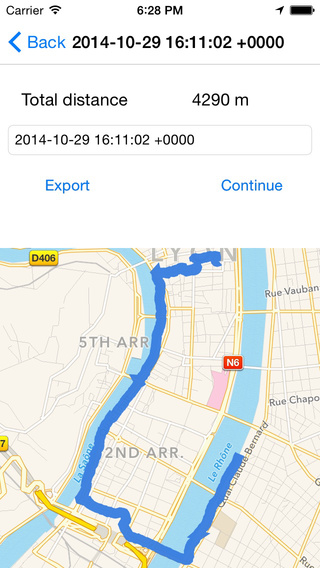 Carrier 6:28 PM
Back 2014-10-29 16:11:02 +0000
Total distance 4290 m
2014-10-29 16:11:02 +0000
Export Continue
LYON
D406
Rue Vauban
5TH ARR.
N6
Rue Chapo
7
2ND ARR.
La Saône
Le Rhône
Quai Claude Bernard